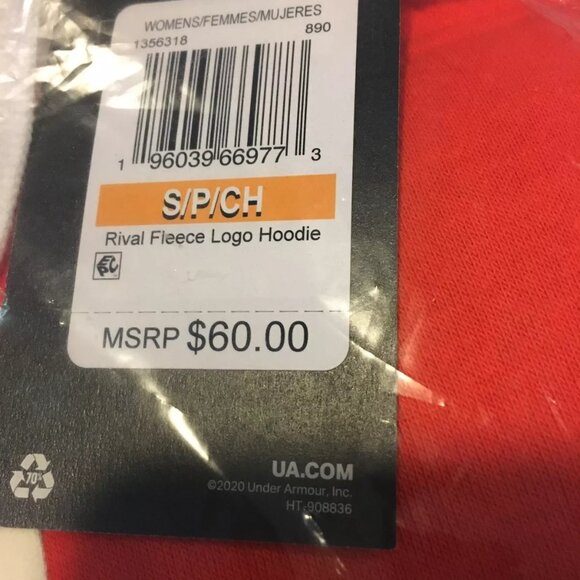 WOMENS/FEMMES/MUJERES
1356318 890
1 96039 66977 3
S/P/CH
Rival Fleece Logo Hoodie
MSRP $60.00
70%
UA.COM
©2020 Under Armour, Inc.
HT-908836